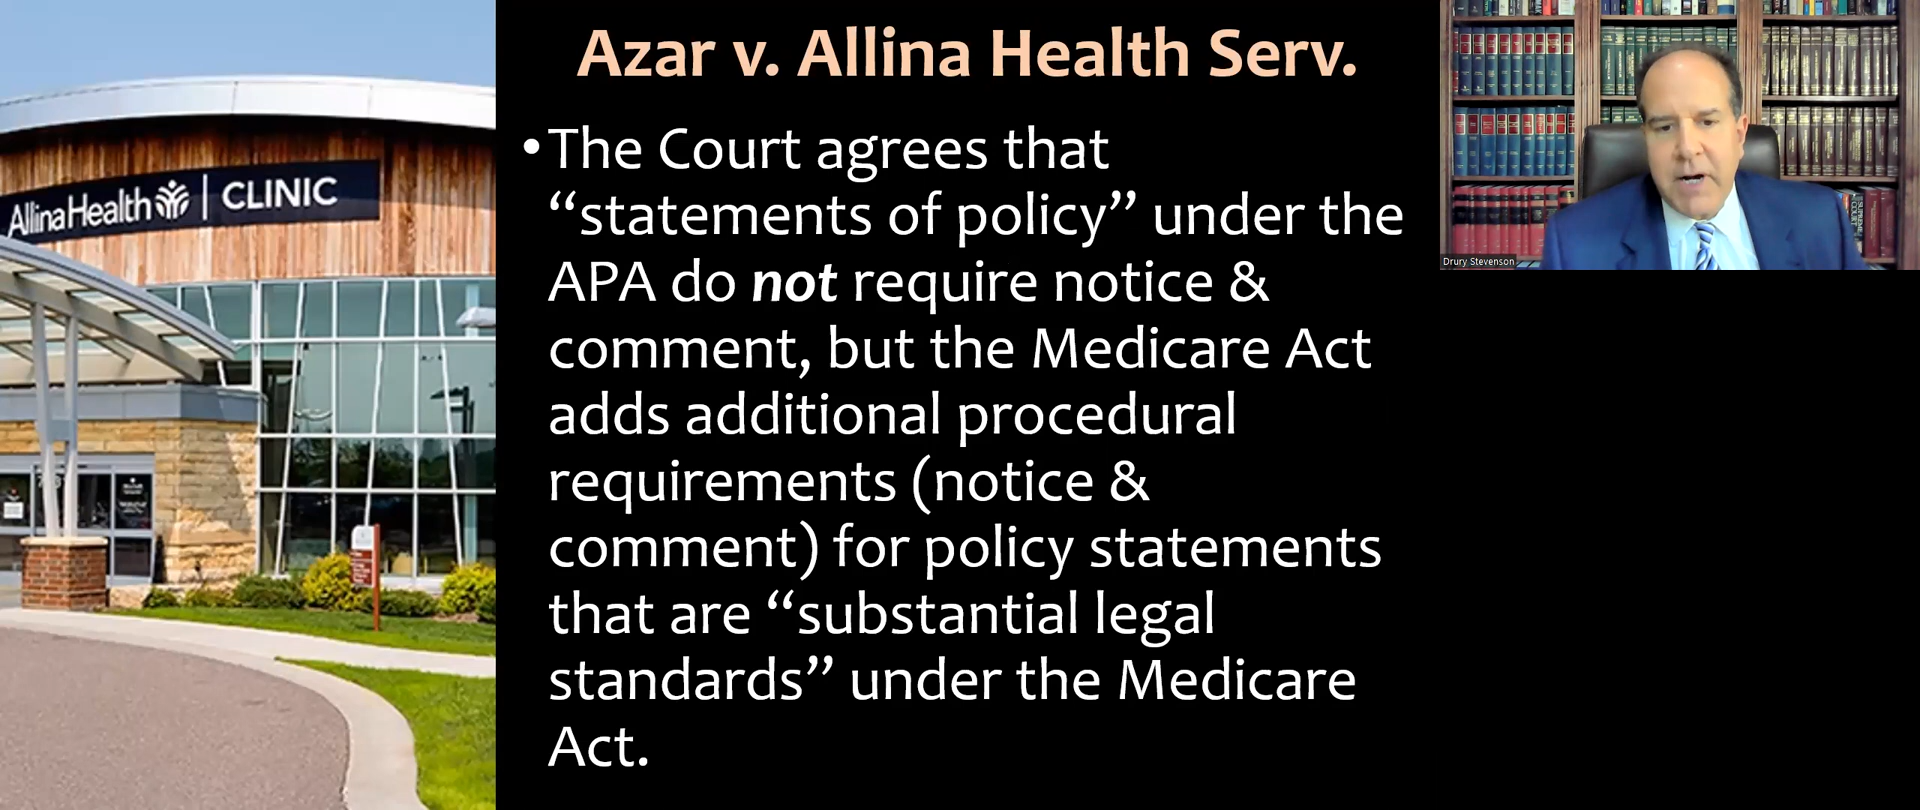 Azar v. Allina Health Serv.
•The Court agrees that
“statements of policy” under the
APA do not require notice &
comment, but the Medicare Act
adds additional procedural
requirements (notice &
comment) for policy statements
that are “substantial legal
standards” under the Medicare
Act.
AllinaHealth | CLINIC
Drury Stevenson